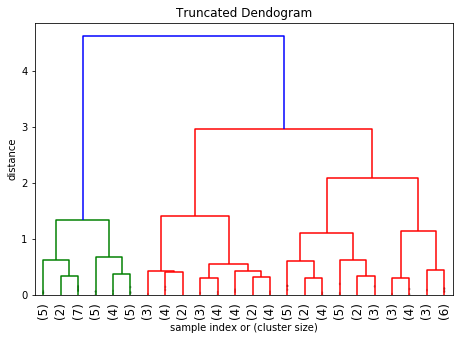 Truncated Dendogram
distance
4
3
2
1
0
(5) (2) (7) (5) (4) (5) (3) (4) (2) (3) (4) (4) (2) (4) (5) (2) (4) (5) (2) (3) (3) (4) (3) (6)
sample index or (cluster size)